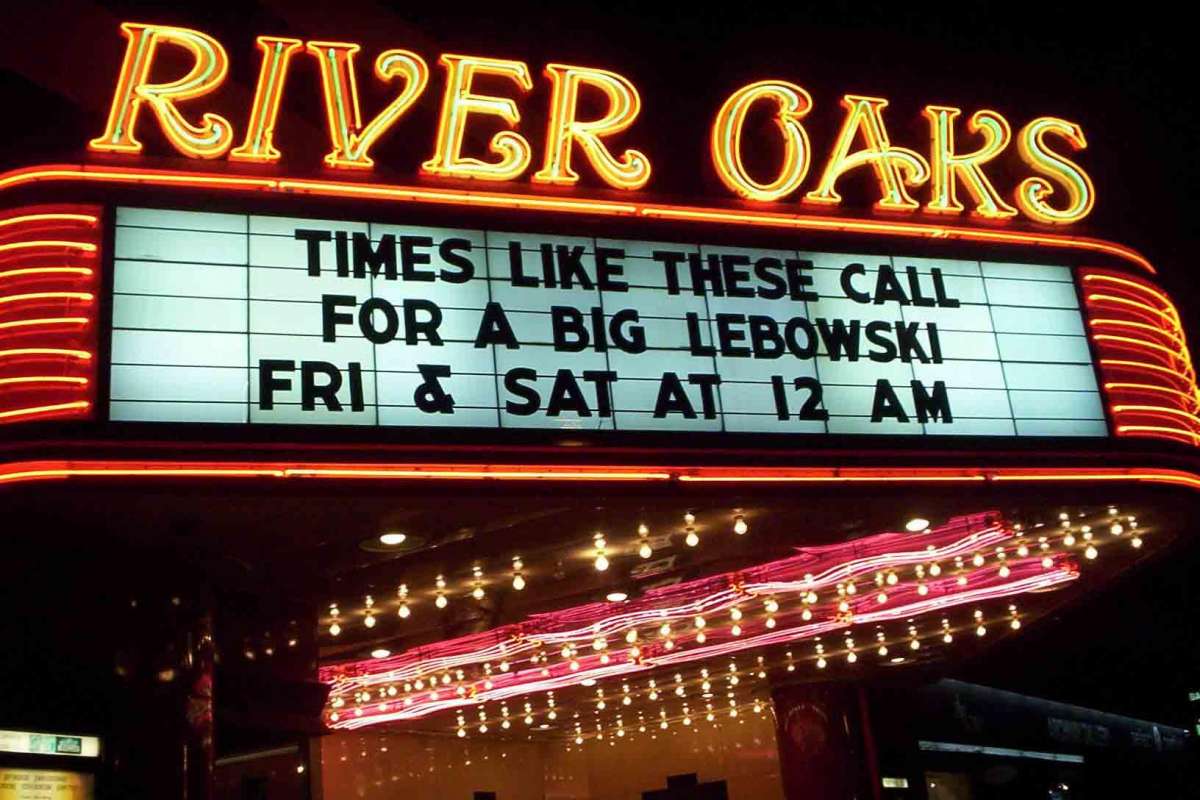 RIVER OAKS
TIMES LIKE THESE CALL
FOR A BIG LEBOWSKI
FRI & SAT AT 12 AM